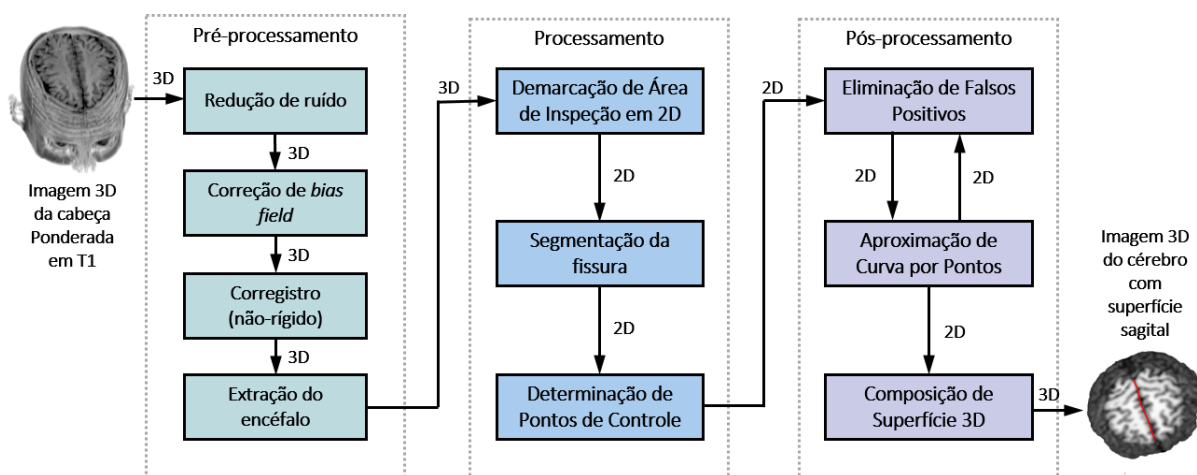 Pré-processamento
Processamento
Pós-processamento
3D
Redução de ruído
3D
Correção de bias
field
3D
Corregistro
(não-rígido)
3D
Extração do
encéfalo
Imagem 3D
da cabeça
Ponderada
em T1
3D
Demarcação de Área
de Inspeção em 2D
2D
Segmentação da
fissura
2D
Determinação de
Pontos de Controle
2D
Eliminação de Falsos
Positivos
2D
2D
Aproximação de
Curva por Pontos
2D
Composição de
Superfície 3D
3D
Imagem 3D
do cérebro
com
superfície
sagital